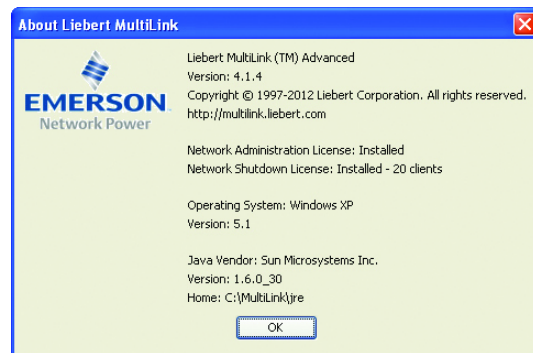 About Liebert MultiLink
EMERSON
Network Power
Liebert MultiLink (TM) Advanced
Version: 4.1.4
Copyright © 1997-2012 Liebert Corporation. All rights reserved.
http://multilink.liebert.com
Network Administration License: Installed
Network Shutdown License: Installed - 20 clients
Operating System: Windows XP
Version: 5.1
Java Vendor: Sun Microsystems Inc.
Version: 1.6.0_30
Home: C:\MultiLink\jre
OK